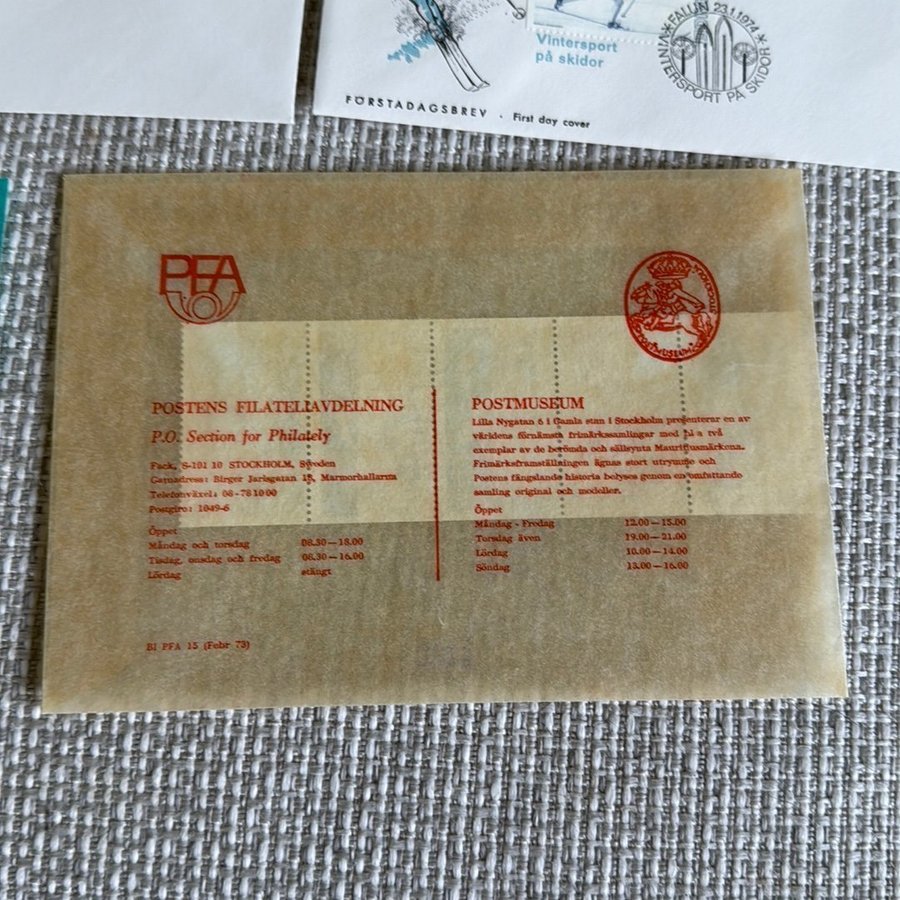 Vintersport
på skidor
FALUN 23.1.1974
VINTERSPORT PÅ SKIDOR
FÖRSTADAGSBREV · First day cover
PFA
POSTMUSEUM
POSTENS FILATELIAVDELNING
P.O. Section for Philately
Fack, S-101 10 STOCKHOLM, Sweden
Gatuadress: Birger Jarlsgatan 18, Marmorhallarna
Telefonväxel: 08-78 10 00
Postgiro: 1049-6
Öppet
Måndag och torsdag 08.30—18.00
Tisdag, onsdag och fredag 08.30—16.00
Lördag stängt
BI PFA 15 (Febr 73)
POSTMUSEUM
Lilla Nygatan 6 i Gamla stan i Stockholm presenterar en av
världens förnämsta frimärkssamlingar med bl a två
exemplar av de berömda och sällsynta Mauritiusmärkena.
Frimärksframställningen ägnas stort utrymme och
Postens fängslande historia belyses genom en omfattande
samling original och modeller.
Öppet
Måndag - Fredag 12.00—15.00
Torsdag även 19.00—21.00
Lördag 10.00—14.00
Söndag 13.00—16.00